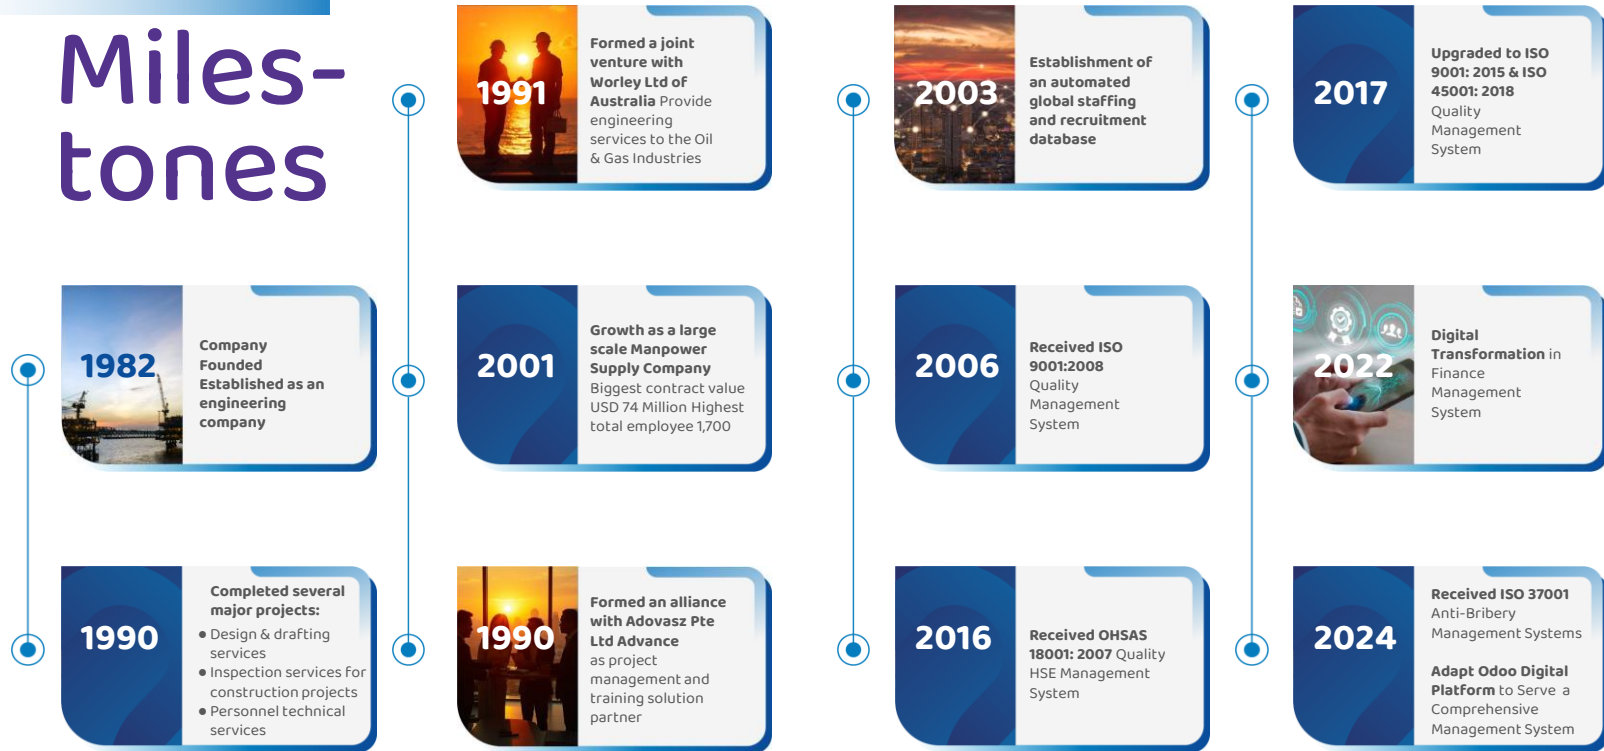 Miles-
tones
1982
Company
Founded
Established as an
engineering
company
1990
Completed several
major projects:
● Design & drafting
services
● Inspection services for
construction projects
● Personnel technical
services
1991
Formed a joint
venture with
Worley Ltd of
Australia Provide
engineering
services to the Oil
& Gas Industries
2001
Growth as a large
scale Manpower
Supply Company
Biggest contract value
USD 74 Million Highest
total employee 1,700
1990
Formed an alliance
with Adovasz Pte
Ltd Advance
as project
management and
training solution
partner
2003
Establishment of
an automated
global staffing
and recruitment
database
2006
Received ISO
9001:2008
Quality
Management
System
2016
Received OHSAS
18001: 2007 Quality
HSE Management
System
2017
Upgraded to ISO
9001: 2015 & ISO
45001: 2018
Quality
Management
System
2022
Digital
Transformation in
Finance
Management
System
2024
Received ISO 37001
Anti-Bribery
Management Systems
Adapt Odoo Digital
Platform to Serve a
Comprehensive
Management System